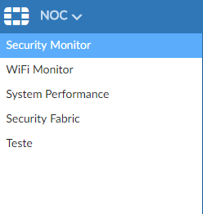 NOC
Security Monitor
WiFi Monitor
System Performance
Security Fabric
Teste